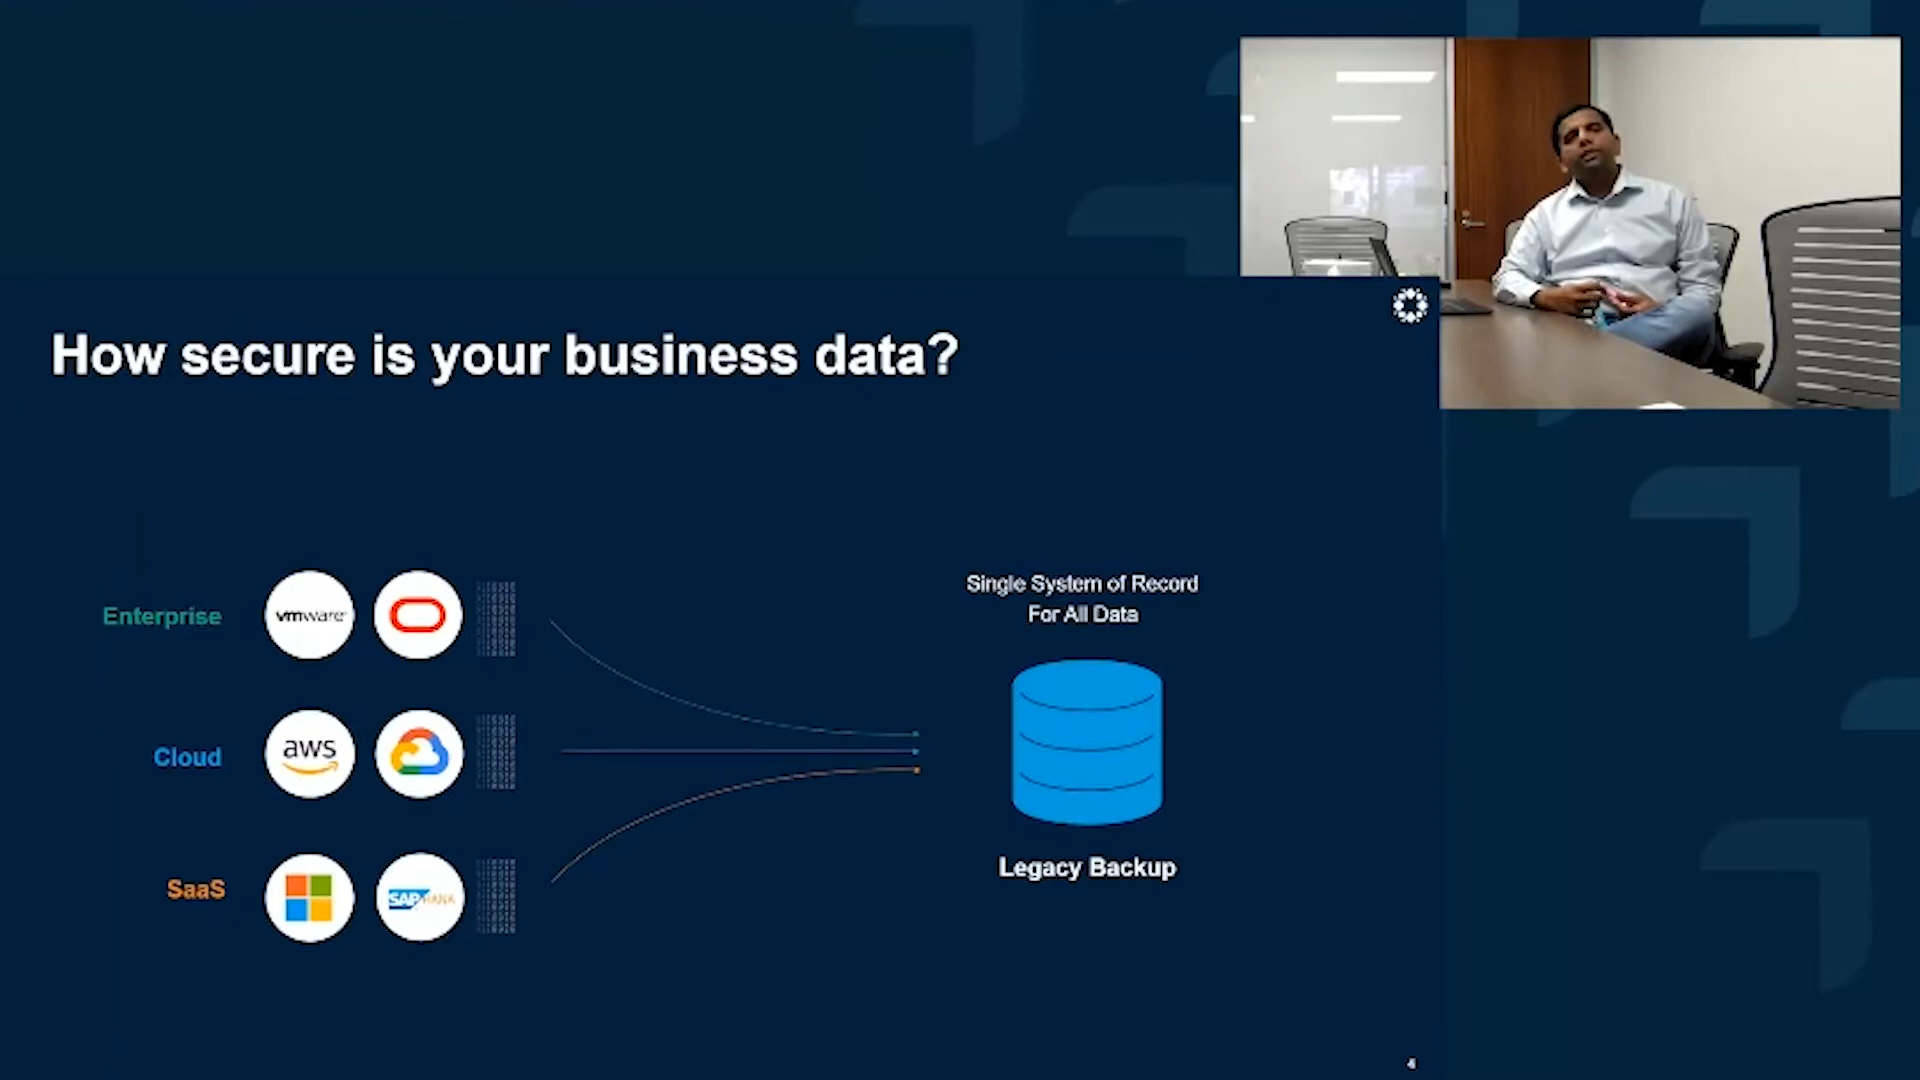 How secure is your business data?
Single System of Record
For All Data
Enterprise
vmware
Cloud
aws
SaaS
SAP HANA
Legacy Backup
4